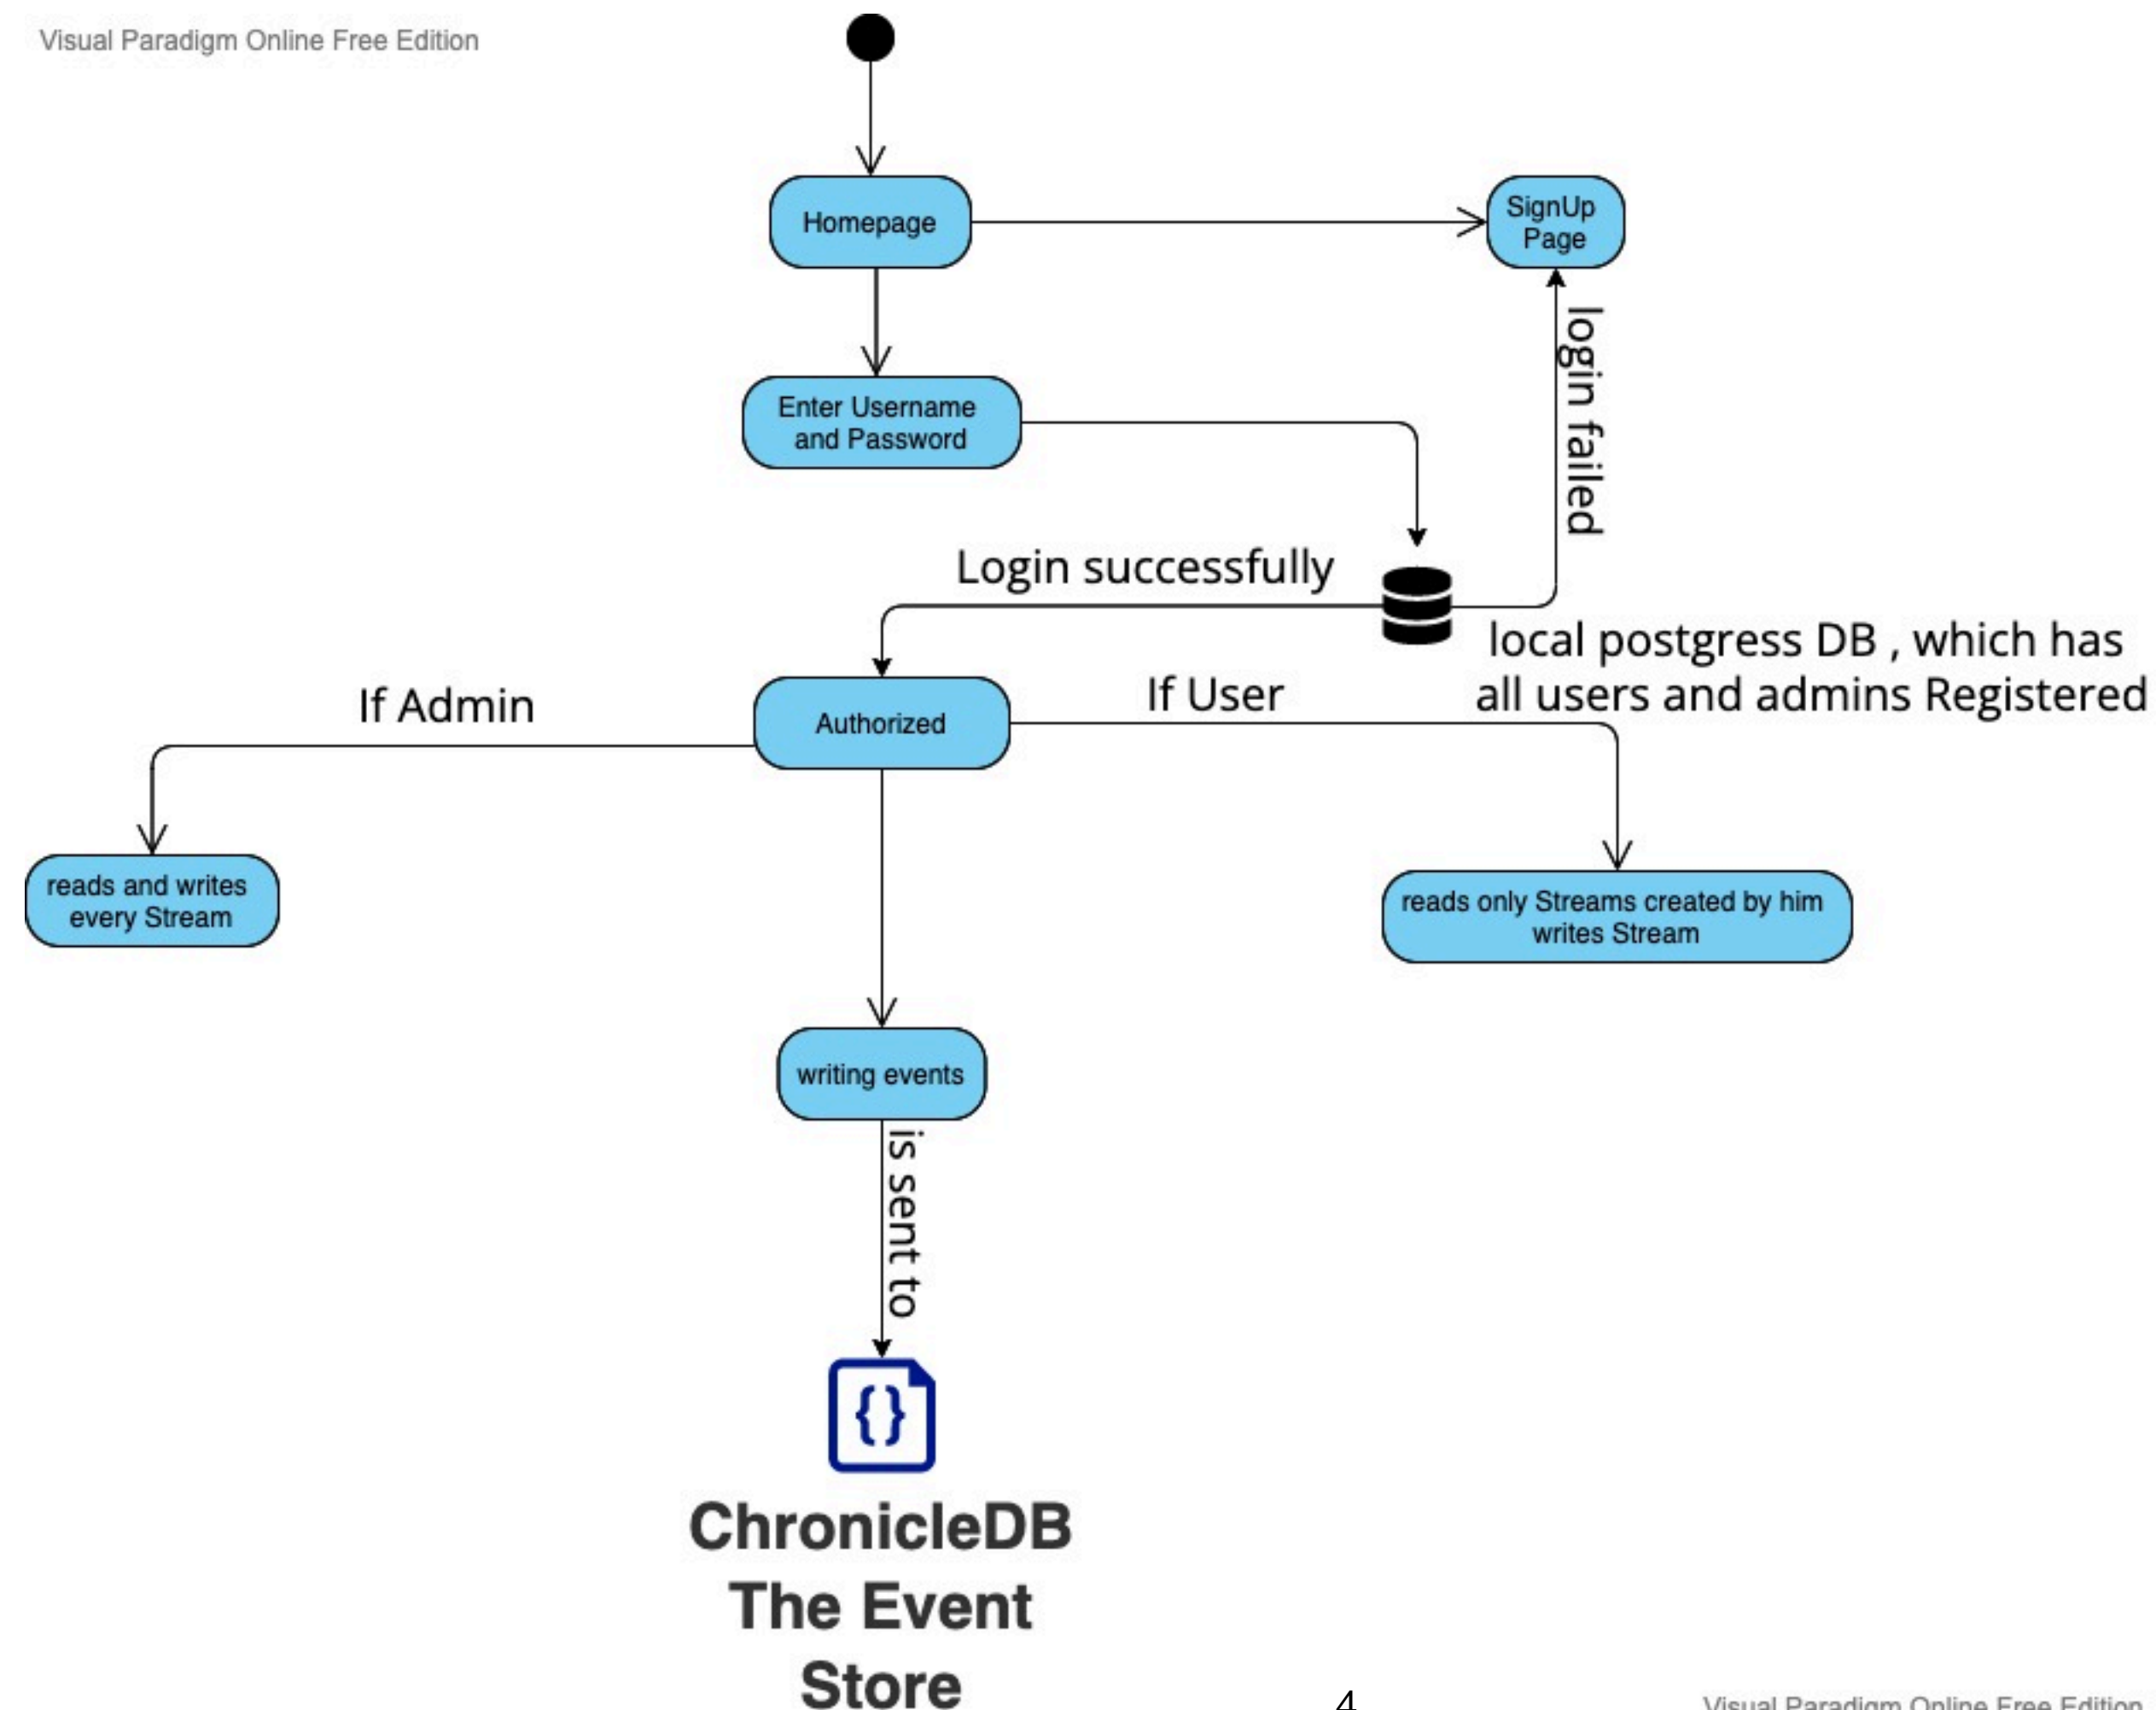 Visual Paradigm Online Free Edition
Homepage
SignUp
Page
Enter Username
and Password
login failed
Login successfully
local postgress DB , which has
all users and admins Registered
If Admin
If User
Authorized
reads and writes
every Stream
reads only Streams created by him
writes Stream
writing events
is sent to
{}
ChronicleDB
The Event
Store
4
Visual Paradigm Online Free Edition